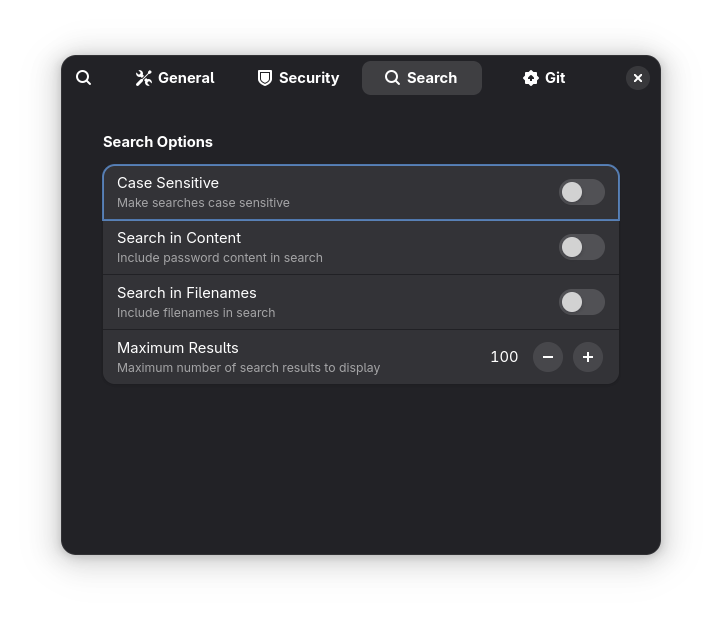 General
Security
Search
Git
Search Options
Case Sensitive
Make searches case sensitive
Search in Content
Include password content in search
Search in Filenames
Include filenames in search
Maximum Results
Maximum number of search results to display
100